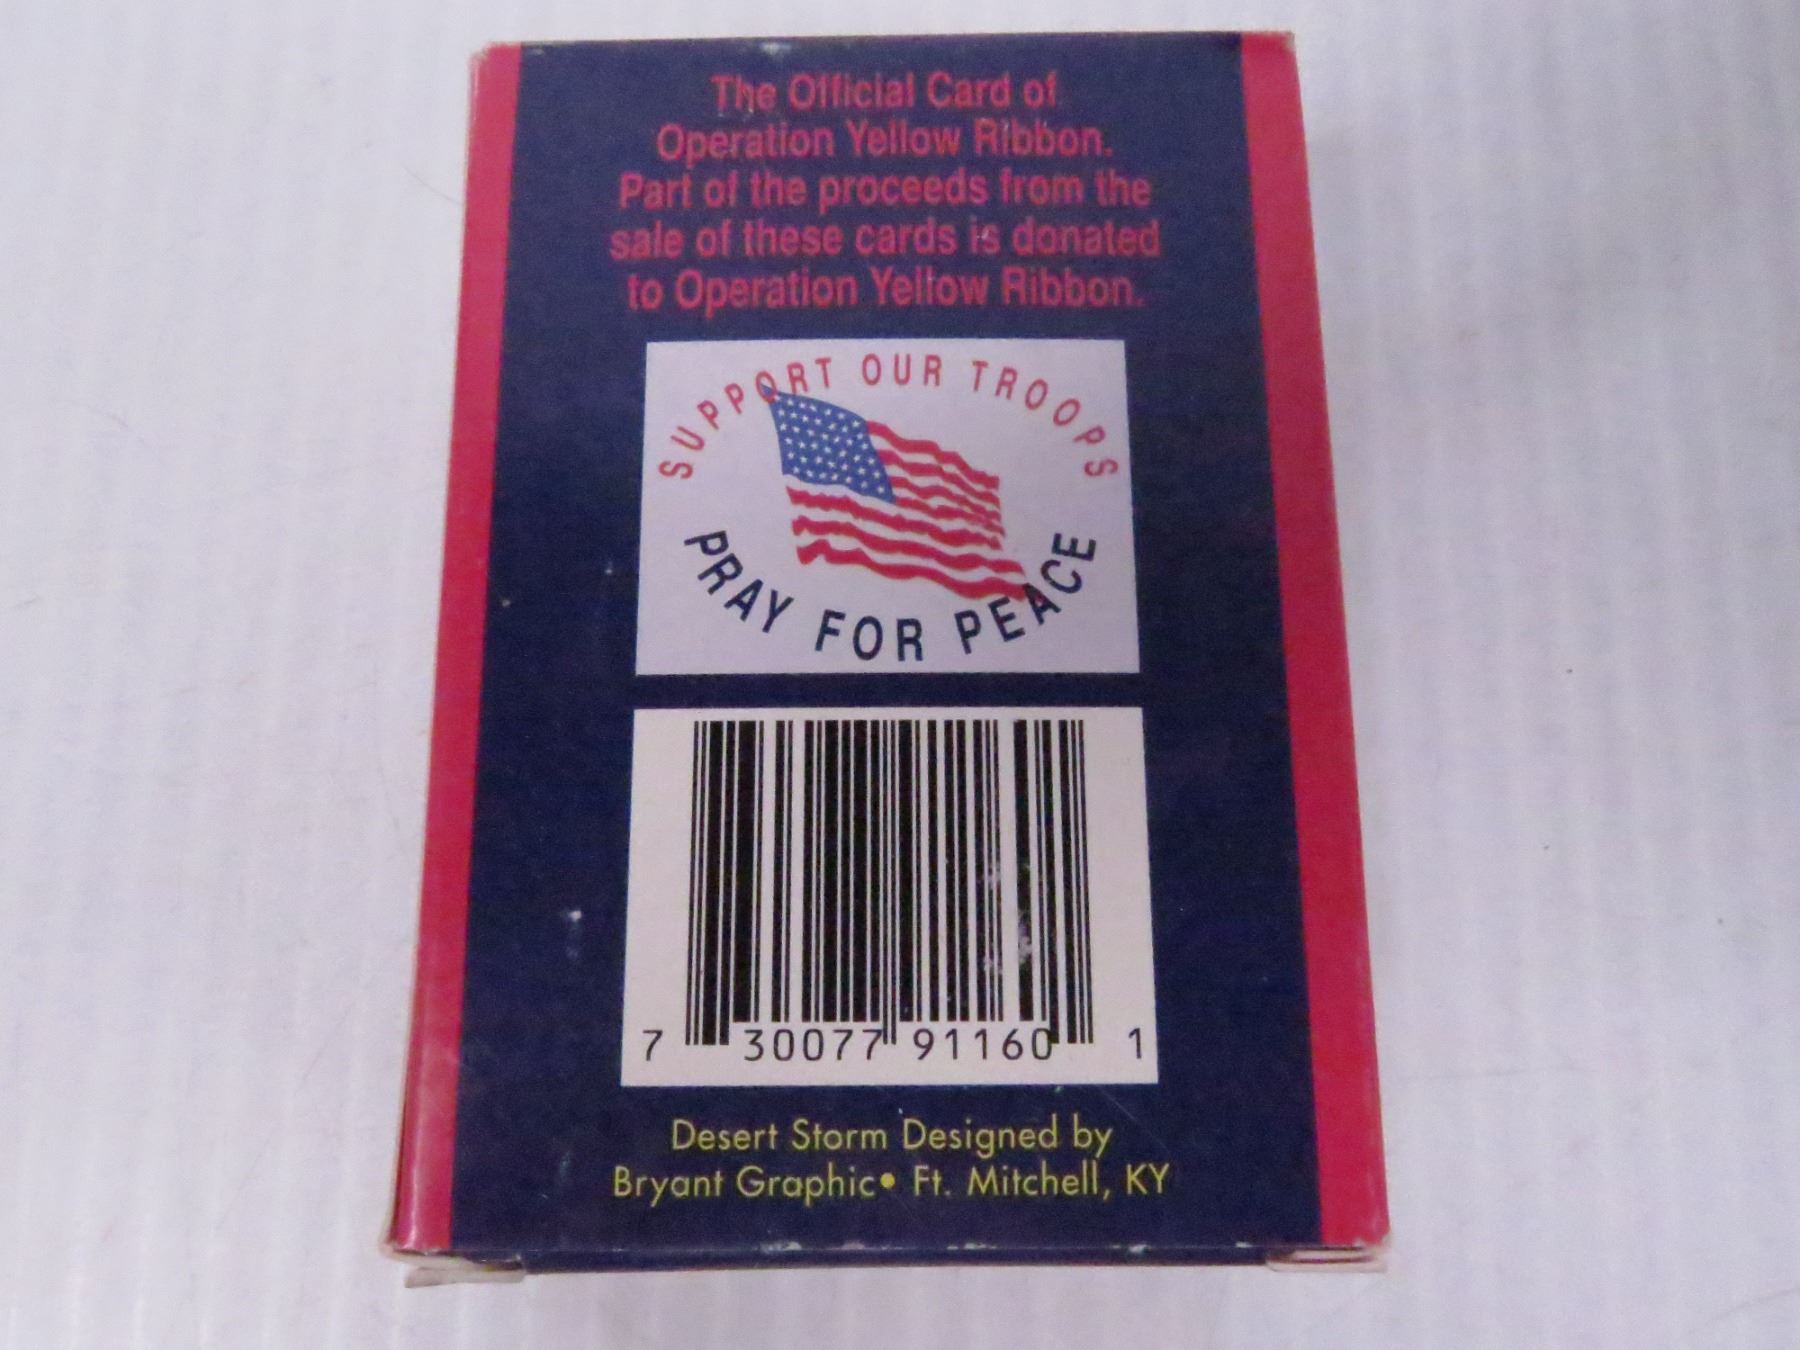 The Official Card of
Operation Yellow Ribbon.
Part of the proceeds from the
sale of these cards is donated
to Operation Yellow Ribbon.
SUPPORT OUR TROOPS
PRAY FOR PEACE
7 30077 91160 1
Desert Storm Designed by
Bryant Graphic• Ft. Mitchell, KY